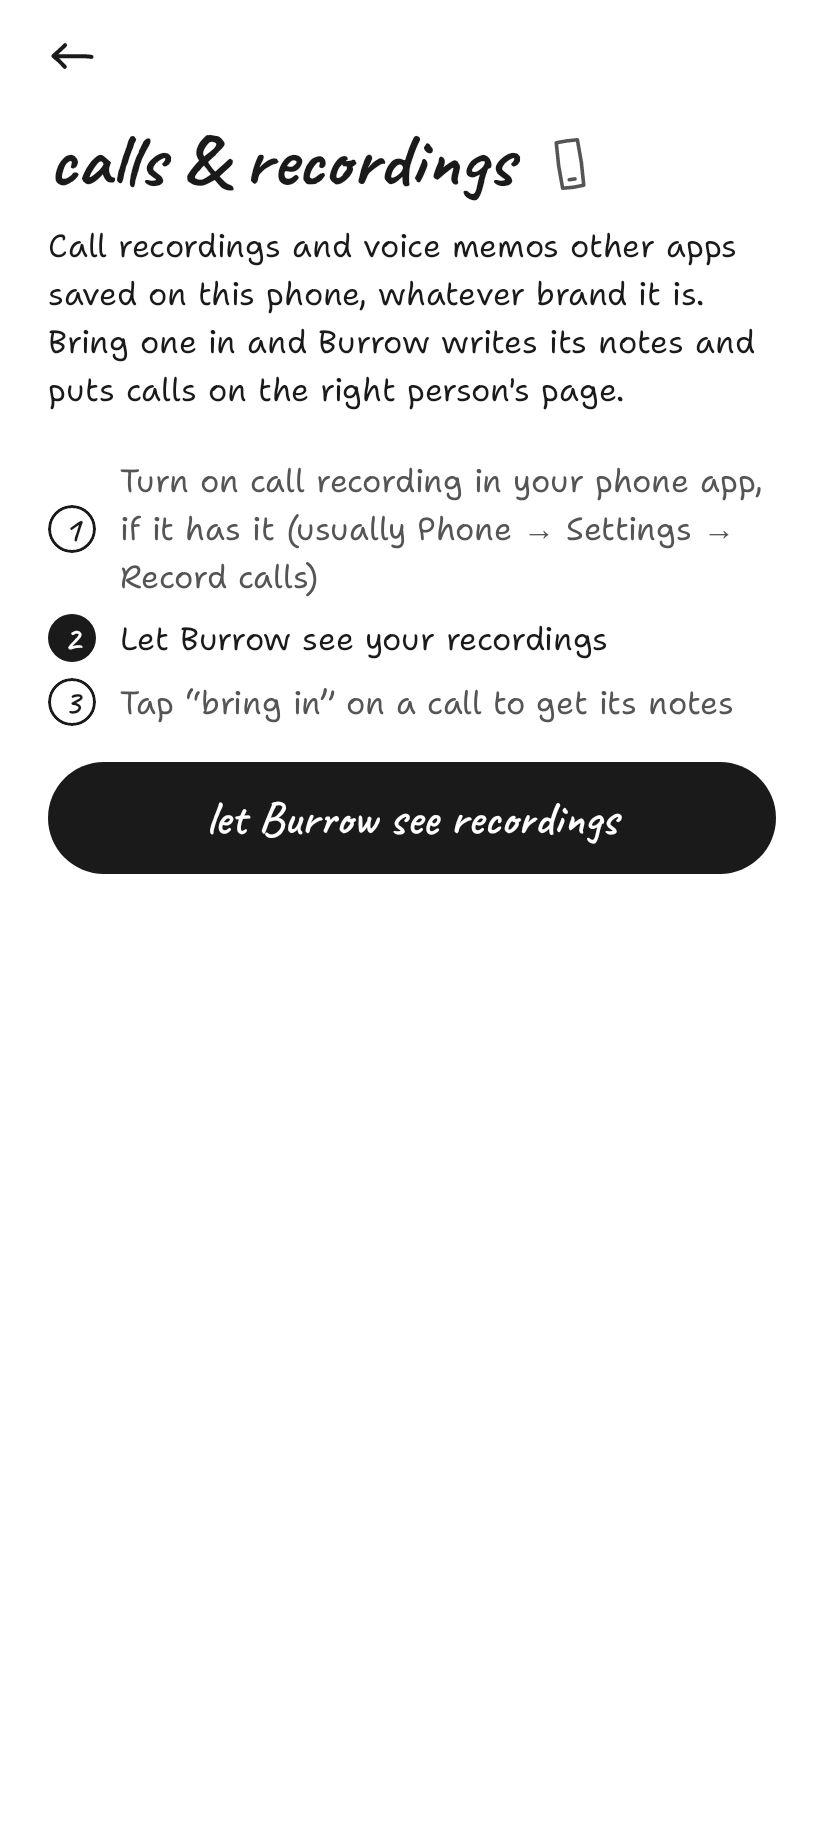 calls & recordings
Call recordings and voice memos other apps
saved on this phone, whatever brand it is.
Bring one in and Burrow writes its notes and
puts calls on the right person's page.
Turn on call recording in your phone app,
1 if it has it (usually Phone → Settings →
Record calls)
2 Let Burrow see your recordings
3 Tap “bring in” on a call to get its notes
let Burrow see recordings